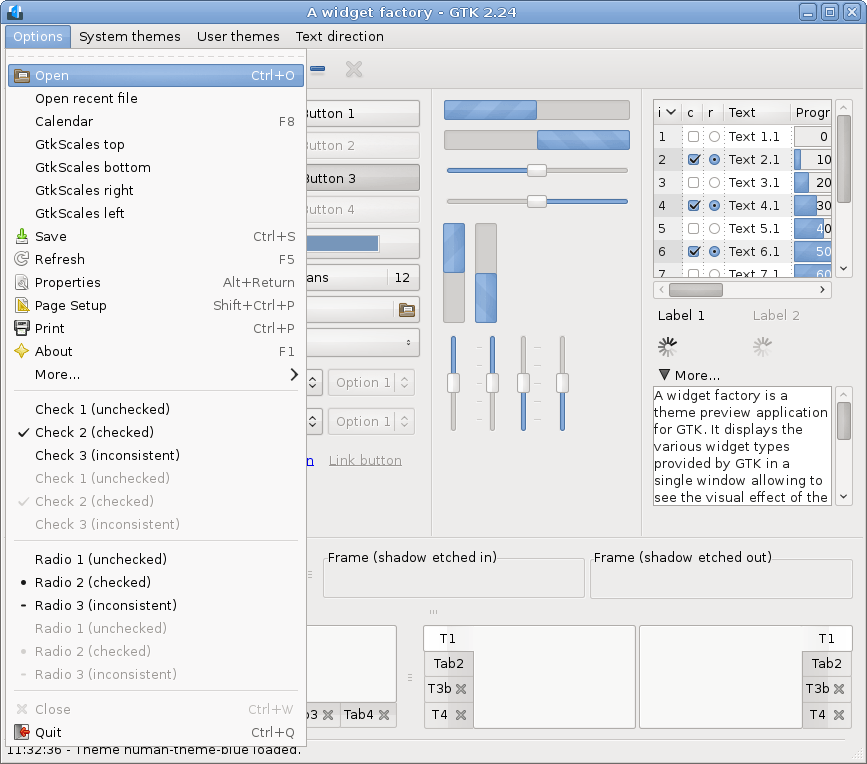 A widget factory - GTK 2.24
Options System themes User themes Text direction
Open Ctrl+O
Open recent file
Calendar F8
GtkScales top
GtkScales bottom
GtkScales right
GtkScales left
Save Ctrl+S
Refresh F5
Properties Alt+Return
Page Setup Shift+Ctrl+P
Print Ctrl+P
About F1
More...
Check 1 (unchecked)
Check 2 (checked)
Check 3 (inconsistent)
Check 1 (unchecked)
Check 2 (checked)
Check 3 (inconsistent)
Radio 1 (unchecked)
Radio 2 (checked)
Radio 3 (inconsistent)
Radio 1 (unchecked)
Radio 2 (checked)
Radio 3 (inconsistent)
Close Ctrl+W
Quit Ctrl+Q
utton 1
utton 2
utton 3
utton 4
ans 12
Option 1
Option 1
n Link button
i c r Text Progr
1 Text 1.1 0
2 Text 2.1 10
3 Text 3.1 20
4 Text 4.1 30
5 Text 5.1 40
6 Text 6.1 50
7 Text 7.1 60
Label 1 Label 2
More...
A widget factory is a
theme preview application
for GTK. It displays the
various widget types
provided by GTK in a
single window allowing to
see the visual effect of the
Frame (shadow etched in) Frame (shadow etched out)
b3 Tab4
T1
Tab2
T3b
T4
T1
Tab2
T3b
T4
11:32:36 - Theme human-theme-blue loaded.